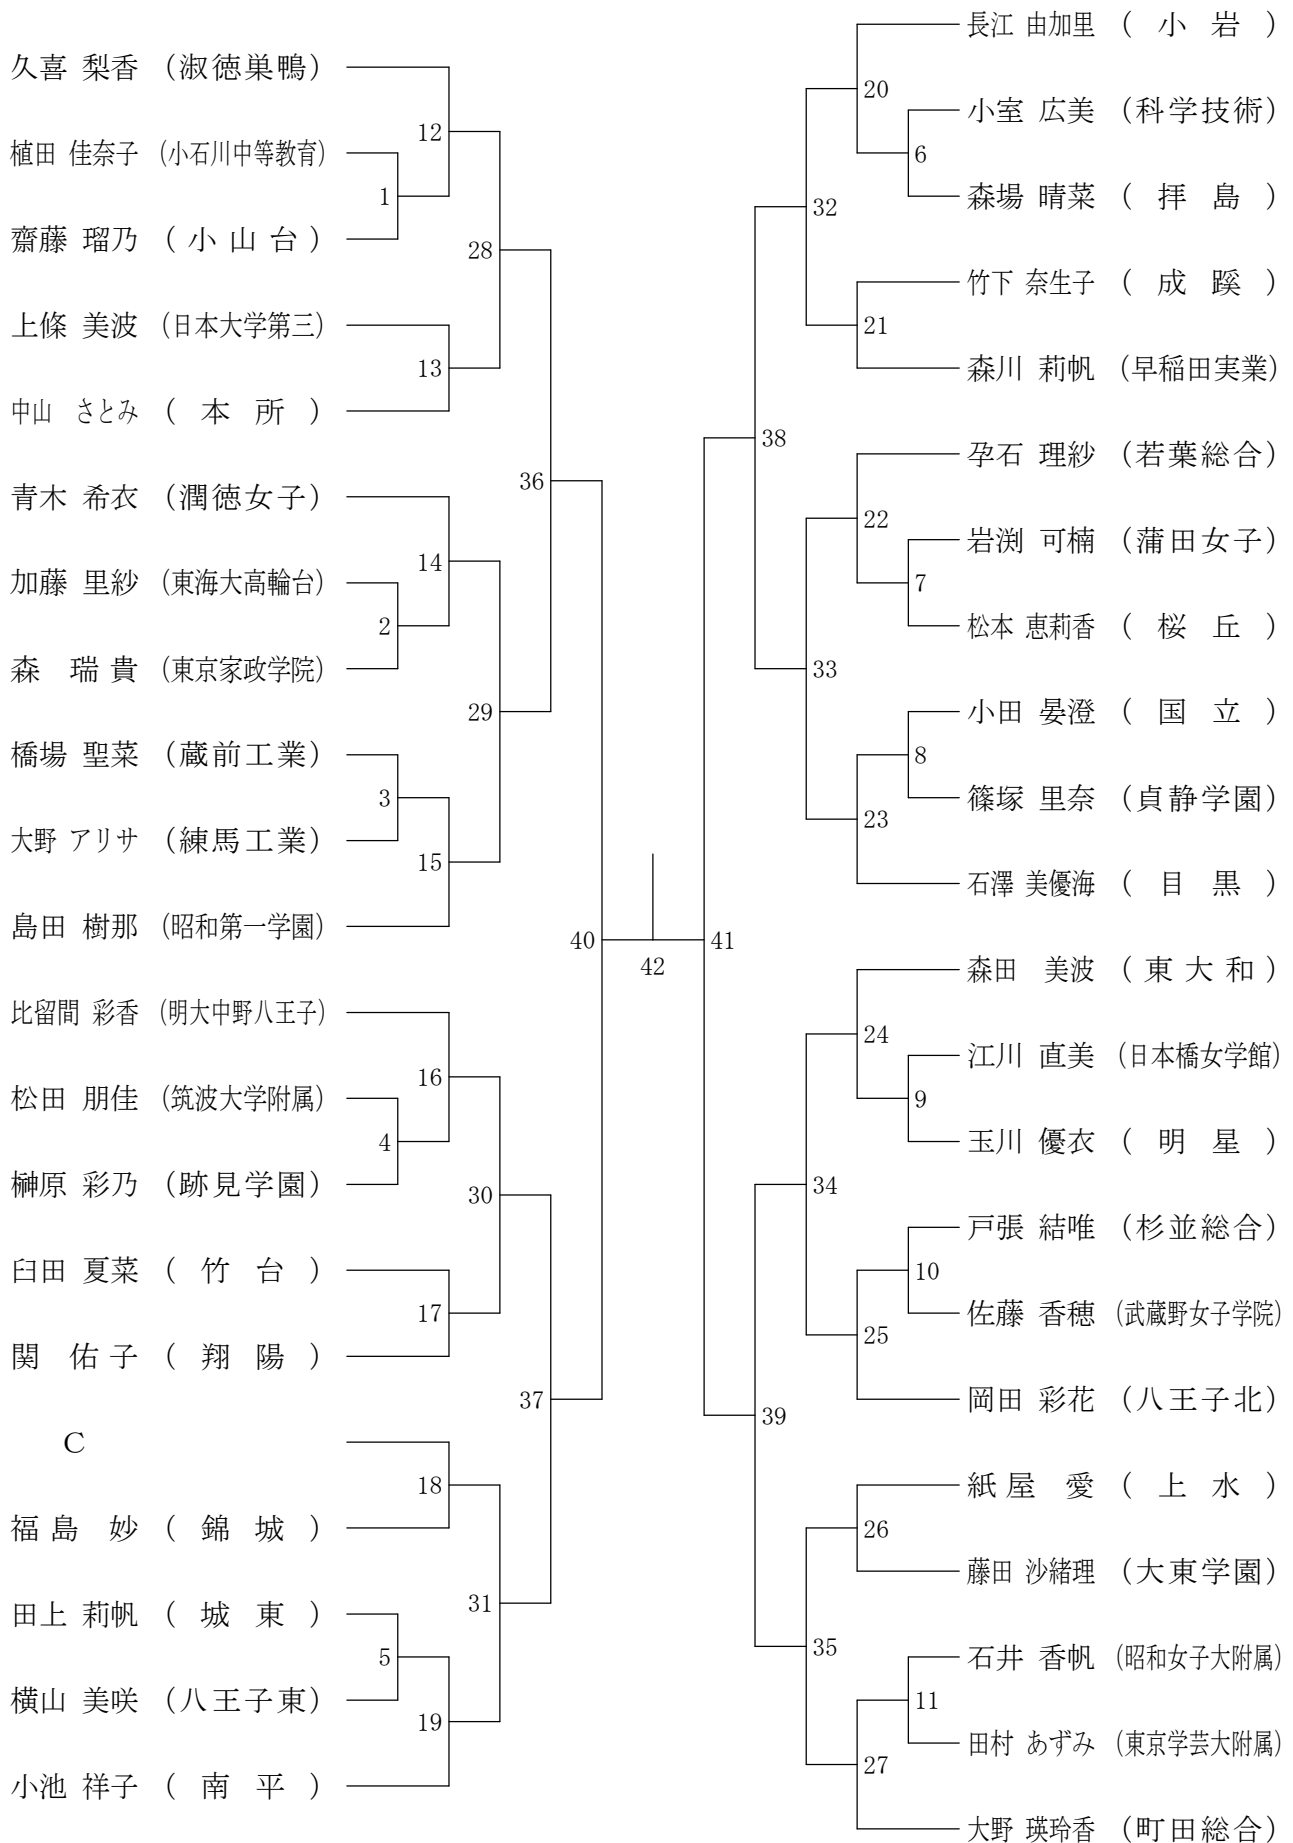 久喜 梨香 （淑徳巣鴨）
植田 佳奈子 （小石川中等教育）
齋藤 瑠乃 （小山台）
上條 美波 （日本大学第三）
中山 さとみ （本所）
青木 希衣 （潤徳女子）
加藤 里紗 （東海大高輪台）
森 瑞貴 （東京家政学院）
橋場 聖菜 （蔵前工業）
大野 アリサ （練馬工業）
島田 樹那 （昭和第一学園）
比留間 彩香 （明大中野八王子）
松田 朋佳 （筑波大学附属）
榊原 彩乃 （跡見学園）
臼田 夏菜 （竹台）
関 佑子 （翔陽）
C
福島 妙 （錦城）
田上 莉帆 （城東）
横山 美咲 （八王子東）
小池 祥子 （南平）
12
1
28
13
36
14
2
29
3
15
40
16
4
30
17
37
18
31
5
19
42
41
20
6
32
21
38
22
7
33
8
23
24
9
34
10
25
39
26
35
11
27
長江 由加里 （小岩）
小室 広美 （科学技術）
森場 晴菜 （拝島）
竹下 奈生子 （成蹊）
森川 莉帆 （早稲田実業）
孕石 理紗 （若葉総合）
岩渕 可楠 （蒲田女子）
松本 恵莉香 （桜丘）
小田 晏澄 （国立）
篠塚 里奈 （貞静学園）
石澤 美優海 （目黒）
森田 美波 （東大和）
江川 直美 （日本橋女学館）
玉川 優衣 （明星）
戸張 結唯 （杉並総合）
佐藤 香穂 （武蔵野女子学院）
岡田 彩花 （八王子北）
紙屋 愛 （上水）
藤田 沙緒理 （大東学園）
石井 香帆 （昭和女子大附属）
田村 あずみ （東京学芸大附属）
大野 瑛玲香 （町田総合）